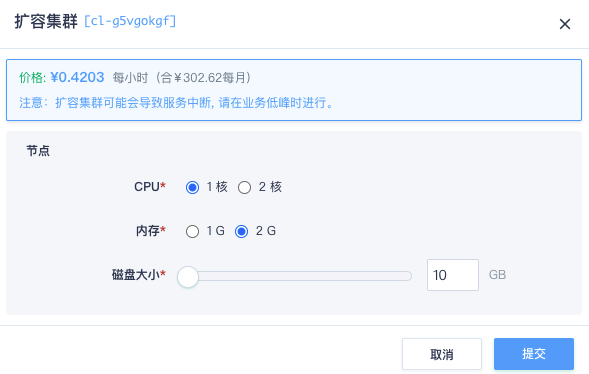 扩容集群 [cl-g5vgokgf]
价格: ¥0.4203 每小时（合￥302.62每月）
注意：扩容集群可能会导致服务中断, 请在业务低峰时进行。
节点
CPU* 1 核 2 核
内存* 1 G 2 G
磁盘大小* 10 GB
取消 提交